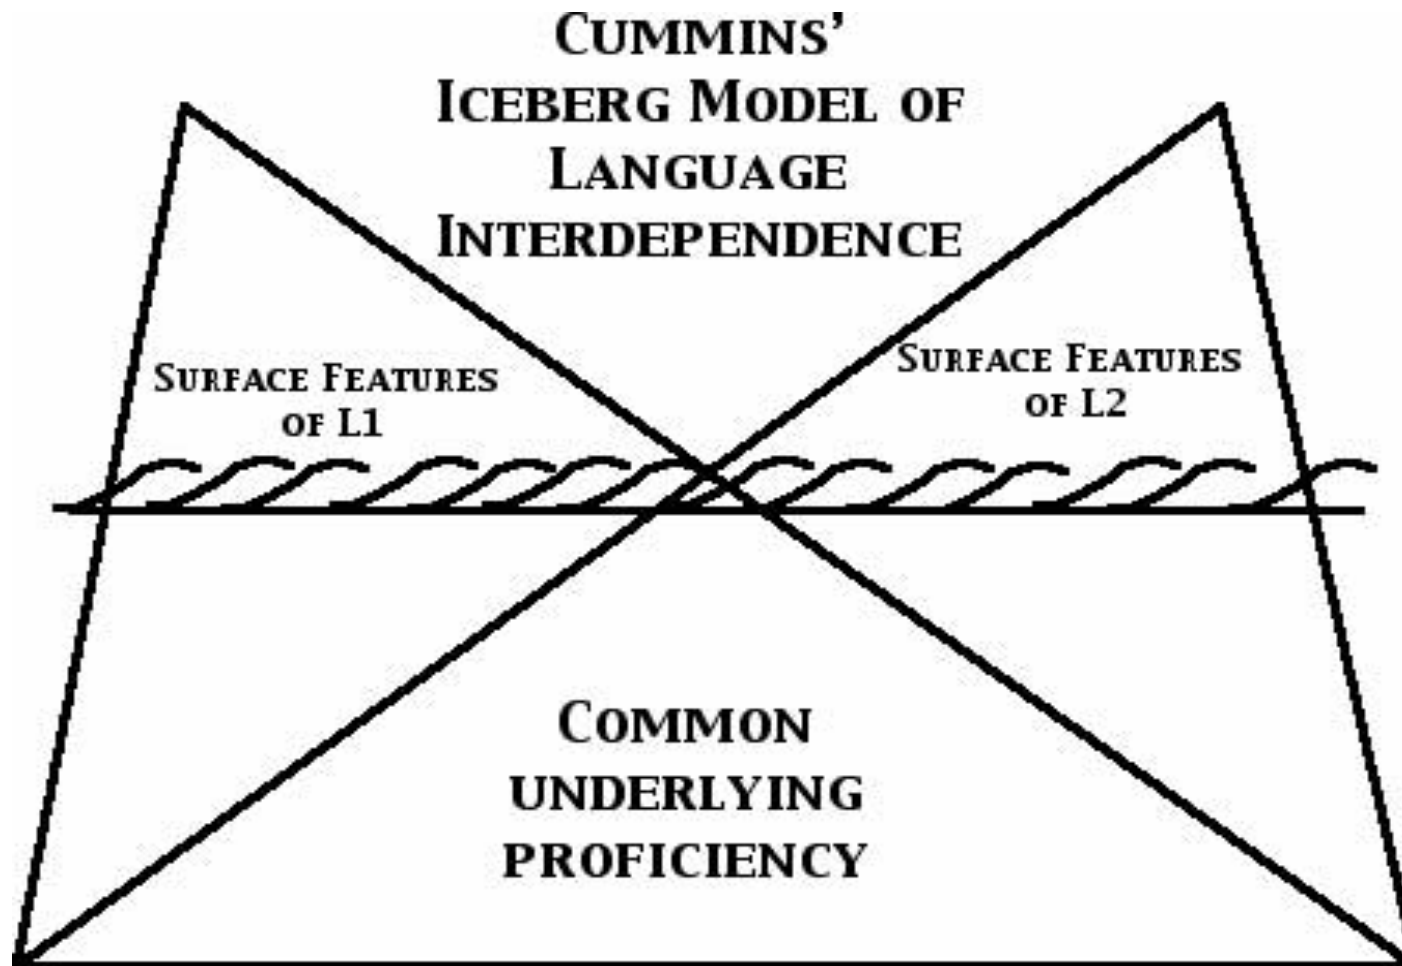 CUMMINS'
ICEBERG MODEL OF
LANGUAGE
INTERDEPENDENCE
SURFACE FEATURES
OF L1
SURFACE FEATURES
OF L2
COMMON
UNDERLYING
PROFICIENCY